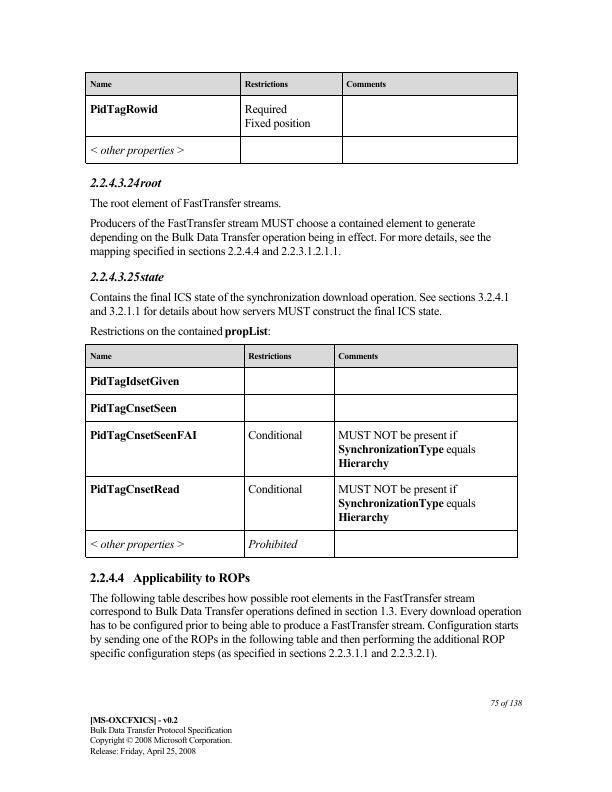 Name Restrictions Comments
PidTagRowid Required
Fixed position
< other properties >
2.2.4.3.24root
The root element of FastTransfer streams.
Producers of the FastTransfer stream MUST choose a contained element to generate
depending on the Bulk Data Transfer operation being in effect. For more details, see the
mapping specified in sections 2.2.4.4 and 2.2.3.1.2.1.1.
2.2.4.3.25state
Contains the final ICS state of the synchronization download operation. See sections 3.2.4.1
and 3.2.1.1 for details about how servers MUST construct the final ICS state.
Restrictions on the contained propList:
Name Restrictions Comments
PidTagIdsetGiven
PidTagCnsetSeen
PidTagCnsetSeenFAI Conditional MUST NOT be present if
SynchronizationType equals
Hierarchy
PidTagCnsetRead Conditional MUST NOT be present if
SynchronizationType equals
Hierarchy
< other properties > Prohibited
2.2.4.4 Applicability to ROPs
The following table describes how possible root elements in the FastTransfer stream
correspond to Bulk Data Transfer operations defined in section 1.3. Every download operation
has to be configured prior to being able to produce a FastTransfer stream. Configuration starts
by sending one of the ROPs in the following table and then performing the additional ROP
specific configuration steps (as specified in sections 2.2.3.1.1 and 2.2.3.2.1).
75 of 138
[MS-OXCFXICS] - v0.2
Bulk Data Transfer Protocol Specification
Copyright © 2008 Microsoft Corporation.
Release: Friday, April 25, 2008